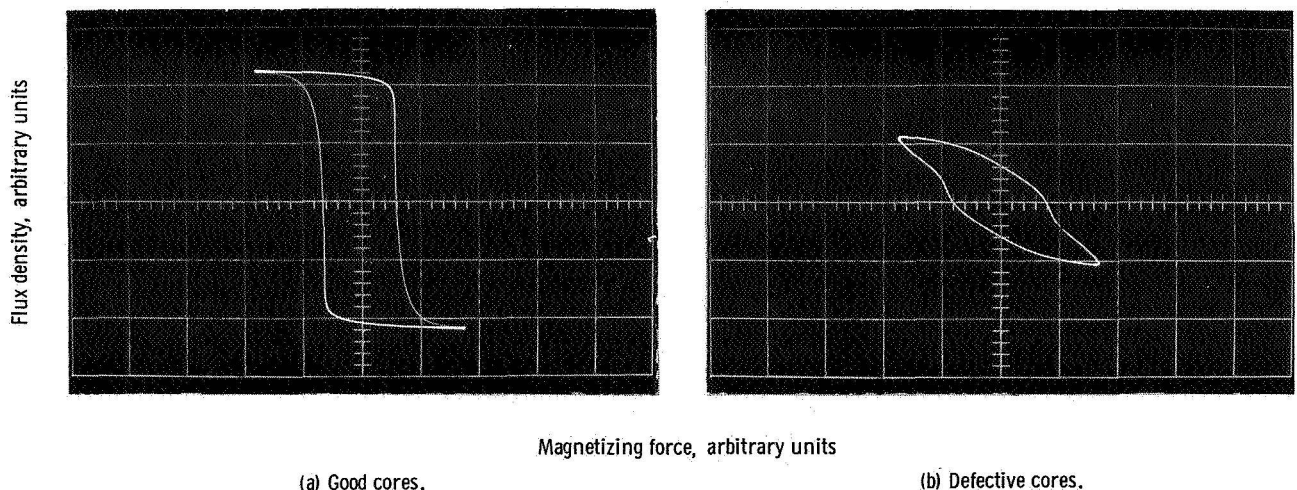 Flux density, arbitrary units
Magnetizing force, arbitrary units
(a) Good cores.
(b) Defective cores.